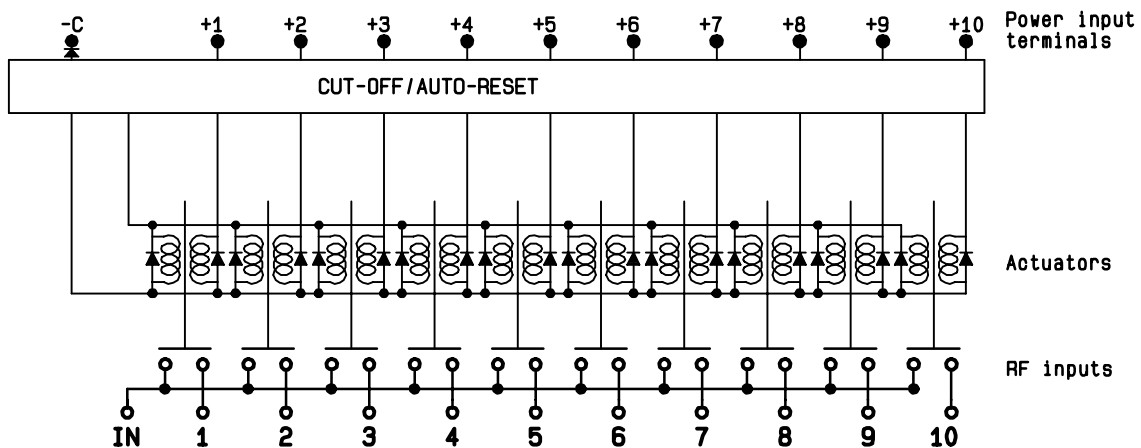 -C +1 +2 +3 +4 +5 +6 +7 +8 +9 +10 Power input
terminals
CUT-OFF/AUTO-RESET
Actuators
RF inputs
IN 1 2 3 4 5 6 7 8 9 10